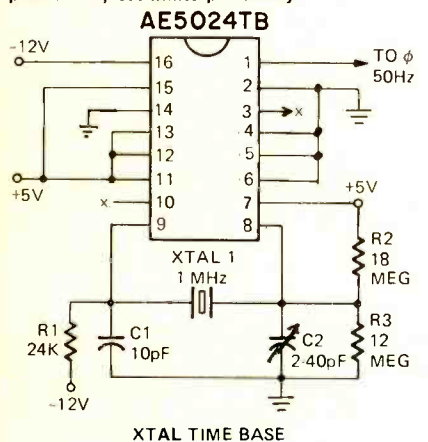 AE5024TB
-12V
16
1
TO ϕ
50Hz
15
2
14
3
x
13
4
12
5
+5V
11
6
+5V
x
10
7
9
8
XTAL 1
1 MHz
R2
18
MEG
R1
24K
C1
10pF
C2
2-40pF
R3
12
MEG
-12V
XTAL TIME BASE